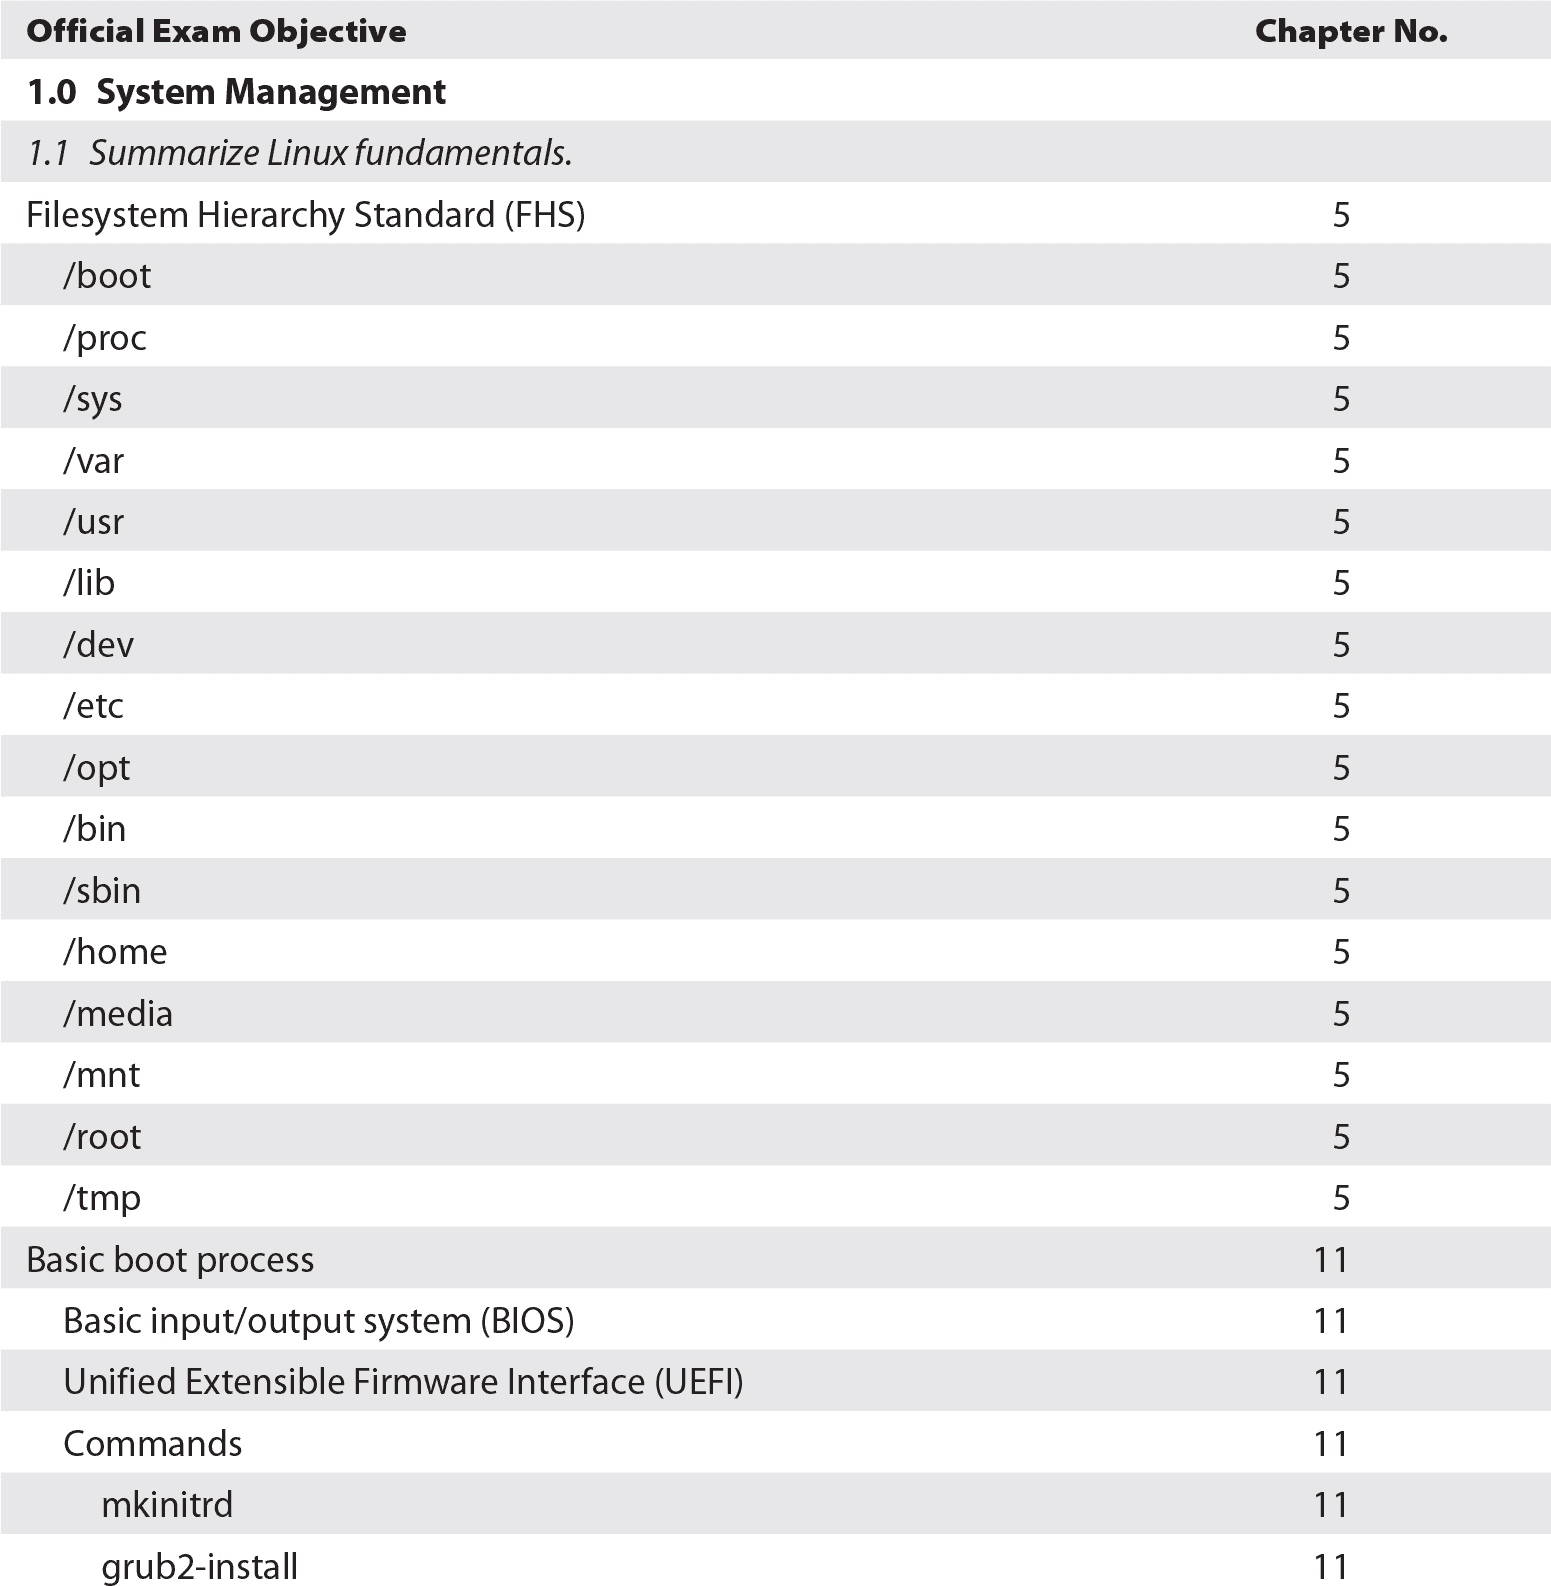 Official Exam Objective Chapter No.
1.0 System Management
1.1 Summarize Linux fundamentals.
Filesystem Hierarchy Standard (FHS) 5
/boot 5
/proc 5
/sys 5
/var 5
/usr 5
/lib 5
/dev 5
/etc 5
/opt 5
/bin 5
/sbin 5
/home 5
/media 5
/mnt 5
/root 5
/tmp 5
Basic boot process 11
Basic input/output system (BIOS) 11
Unified Extensible Firmware Interface (UEFI) 11
Commands 11
mkinitrd 11
grub2-install 11